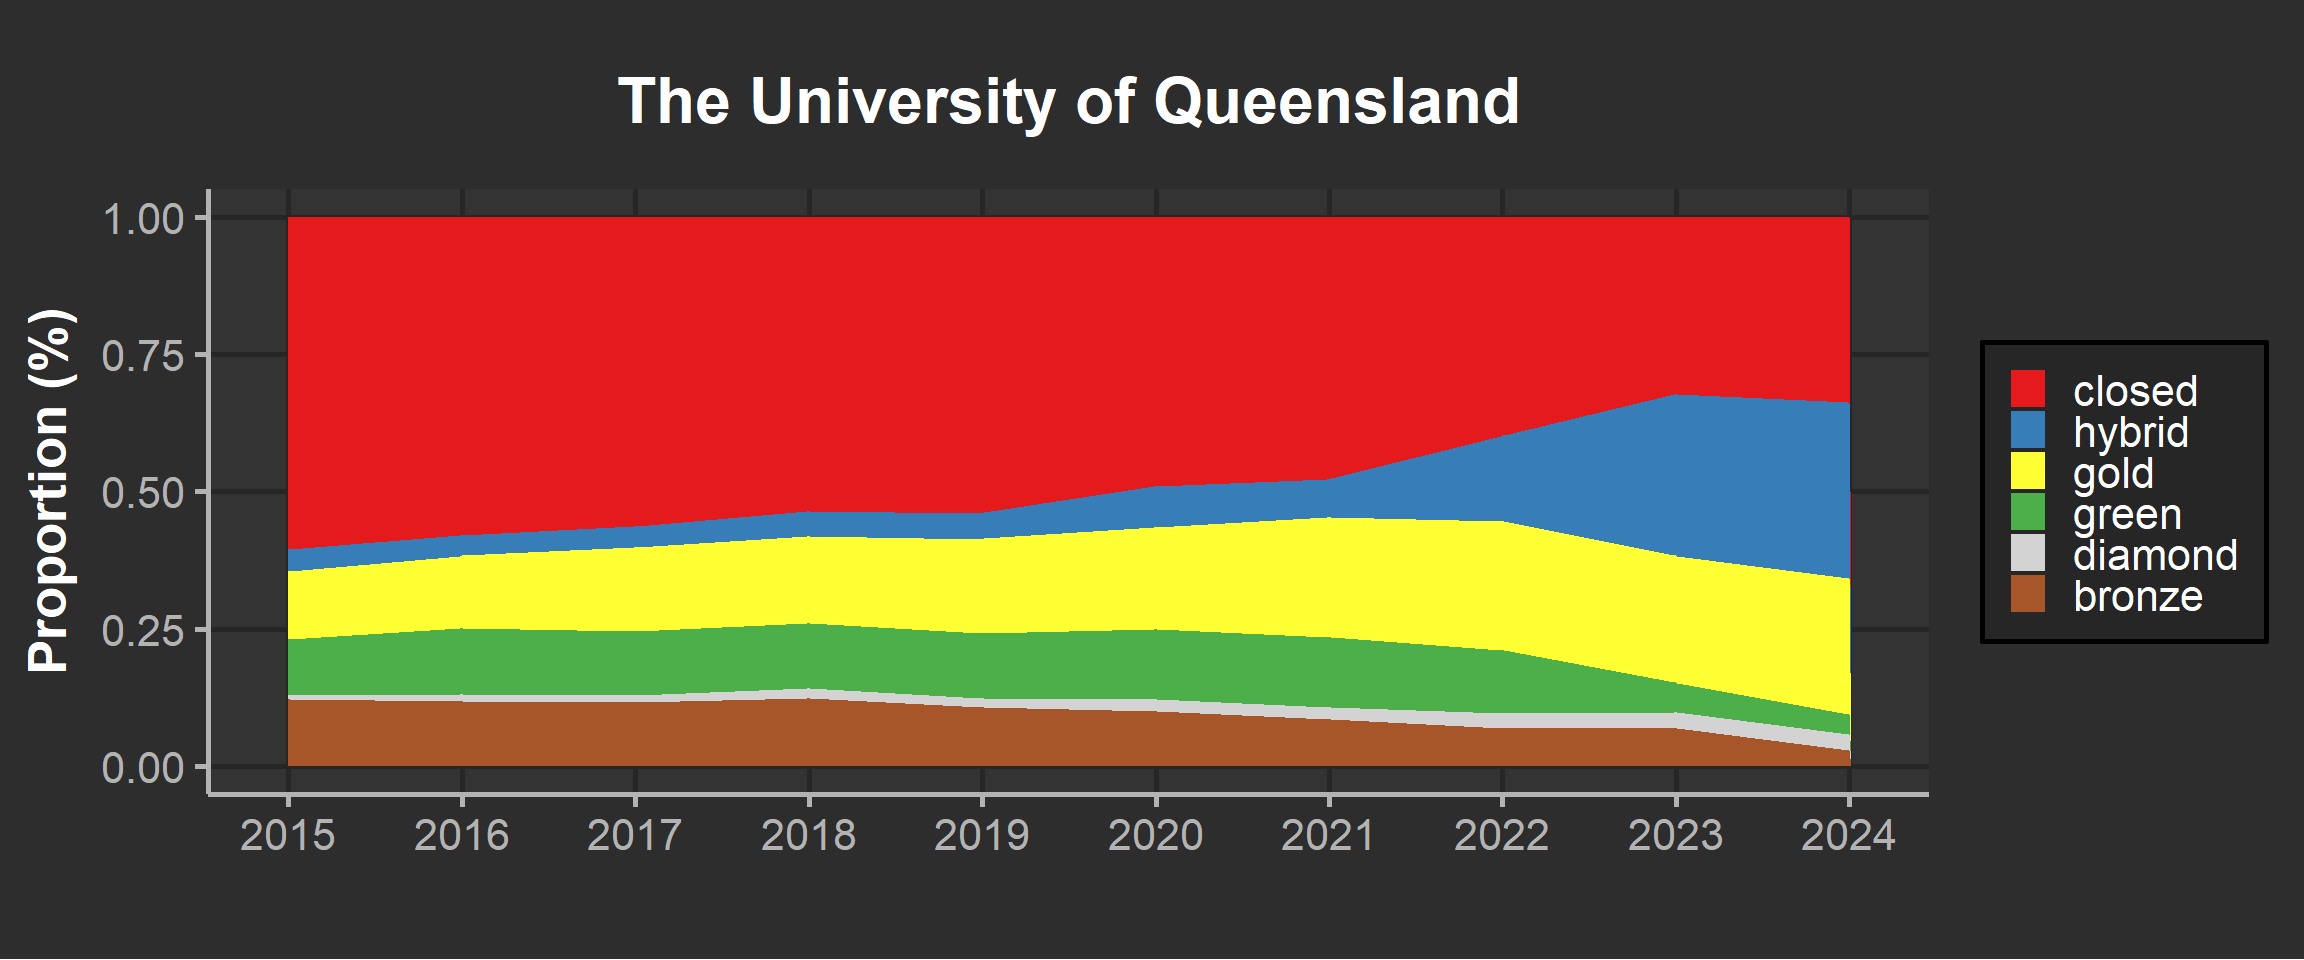 The University of Queensland
Proportion (%)
1.00
0.75
0.50
0.25
0.00
2015 2016 2017 2018 2019 2020 2021 2022 2023 2024
closed
hybrid
gold
green
diamond
bronze